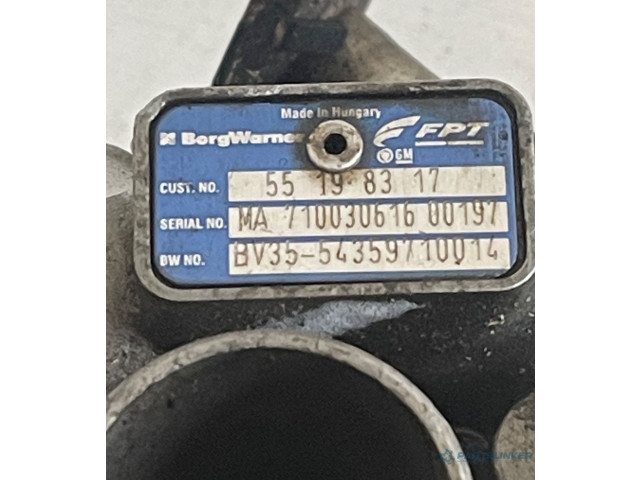 Made in Hungary
BorgWarner FPT
GM
CUST. NO. 55 19 83 17
SERIAL NO. MA 710030616 00197
BW NO. BV35-54359710014